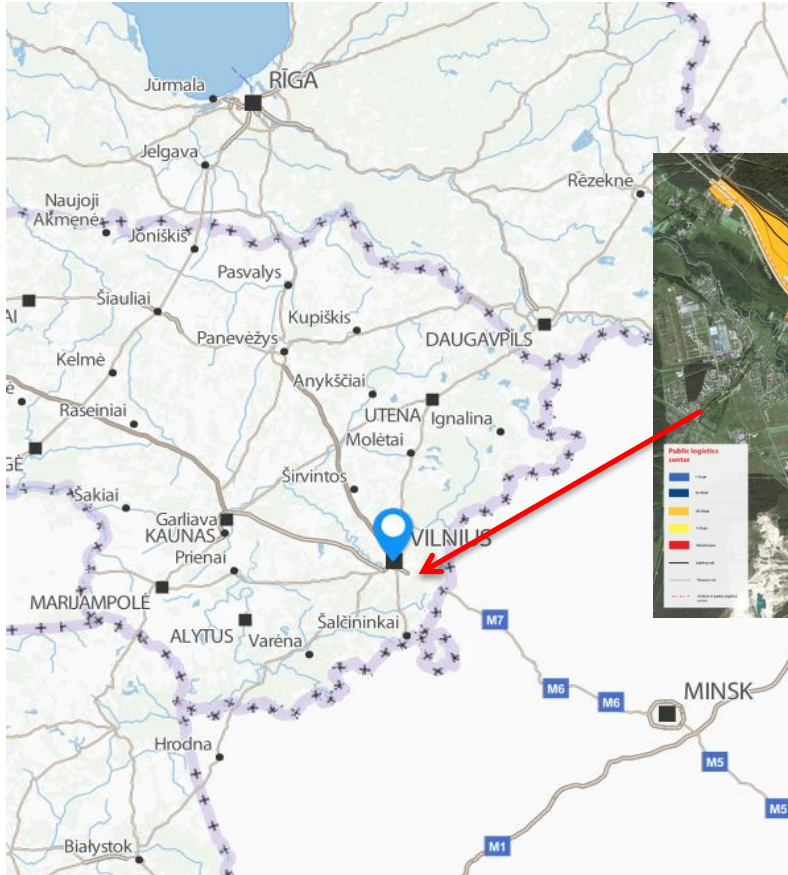 Jūrmala
RĪGA
Jelgava
Rēzekne
Naujoji
Akmenė
Joniškis
Pasvalys
Šiauliai
AI
Kupiškis
DAUGAVPILS
Panevėžys
Kelmė
Anykščiai
ė
UTENA
Ignalina
Raseiniai
Molėtai
GĖ
Širvintos
Šakiai
Garliava
KAUNAS
VILNIUS
Prienai
MARIJAMPOLĖ
ALYTUS
Varėna
Šalčininkai
M7
M6
M6
MINSK
Hrodna
M5
M5
M1
Białystok
Public logistics
center